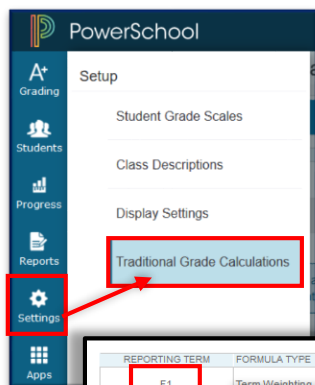 PowerSchool
A+
Grading
Setup
Student Grade Scales
Students
Class Descriptions
Progress
Display Settings
Reports
Traditional Grade Calculations
Settings
REPORTING TERM FORMULA TYPE
Apps
F1 Term Weighting